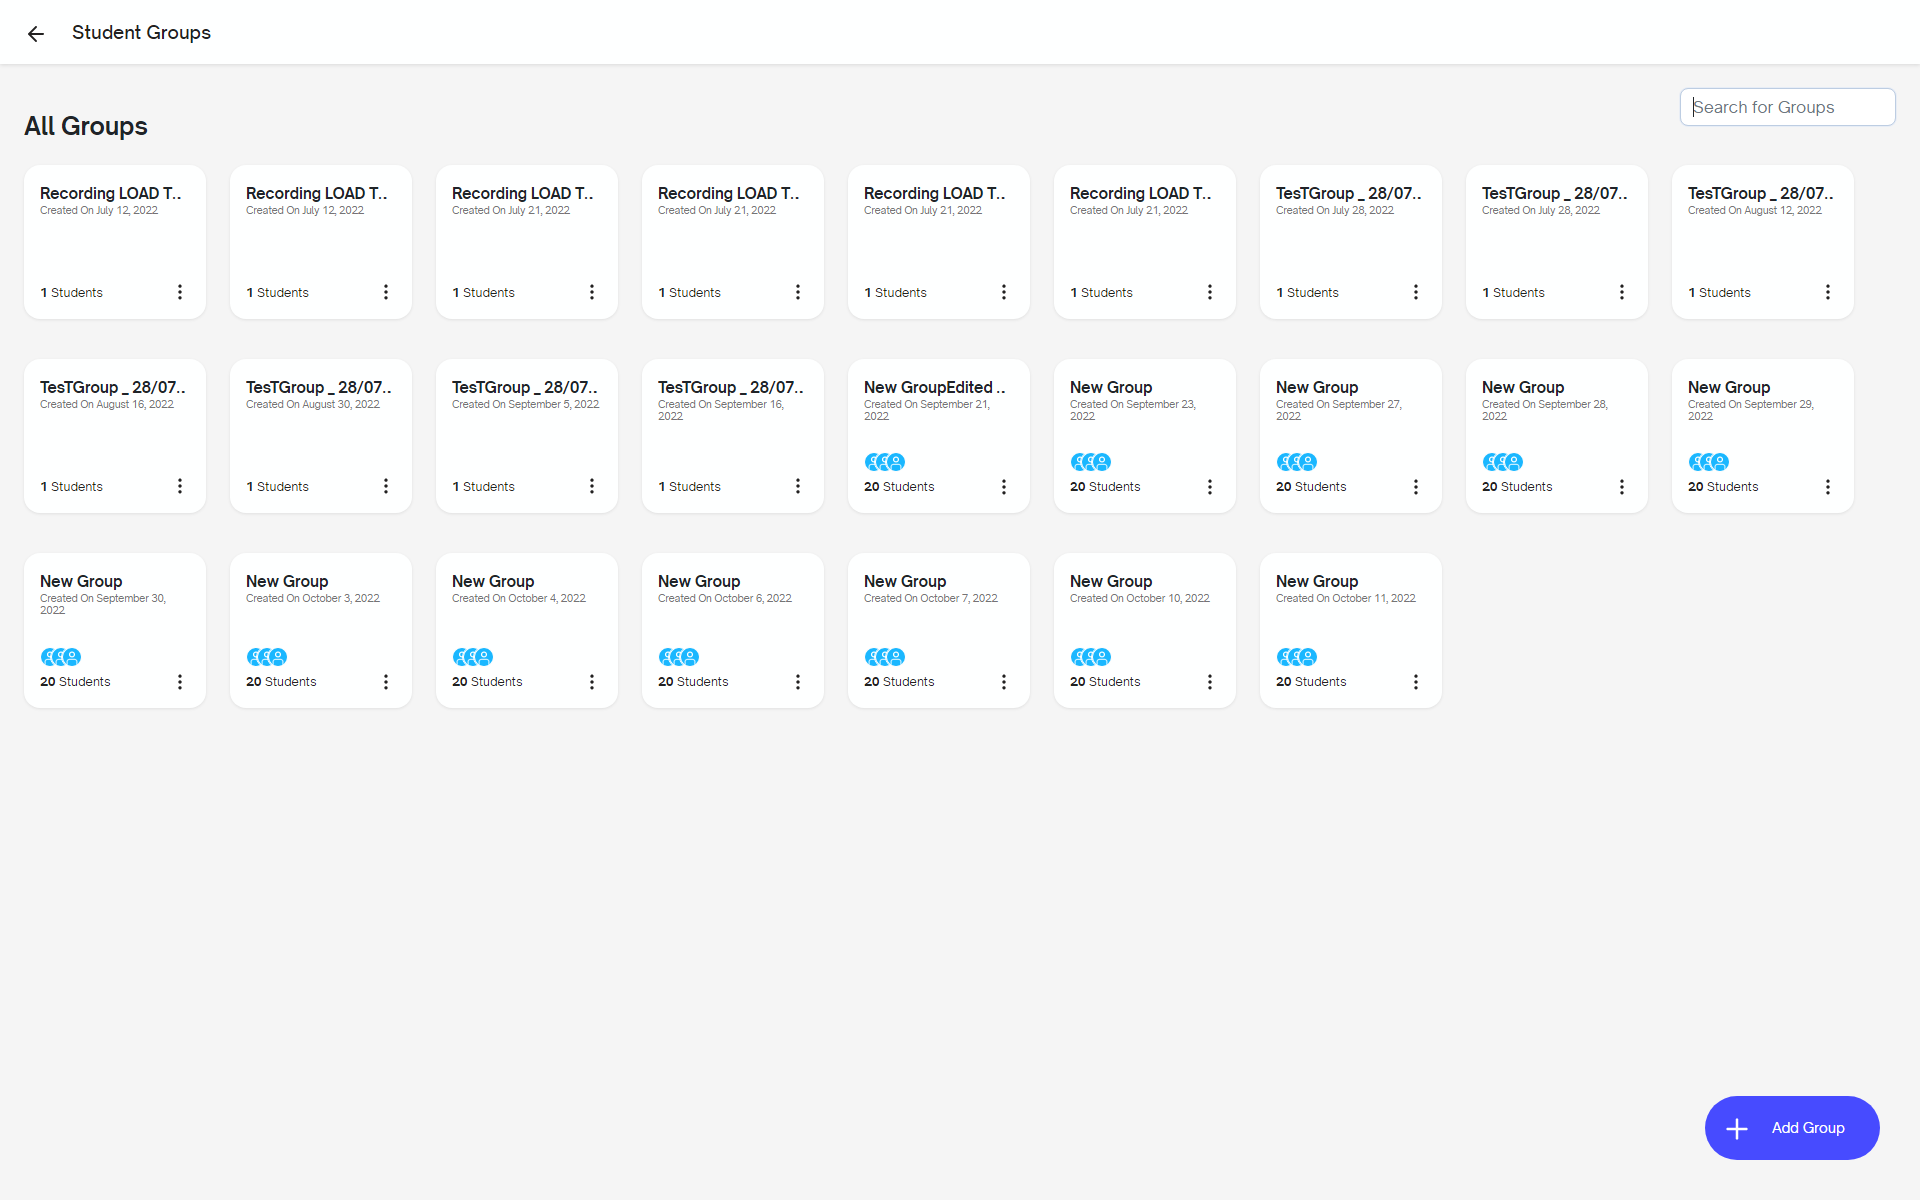 Student Groups
Search for Groups
All Groups
Recording LOAD T..
Created On July 12, 2022
1 Students
Recording LOAD T..
Created On July 12, 2022
1 Students
Recording LOAD T..
Created On July 21, 2022
1 Students
Recording LOAD T..
Created On July 21, 2022
1 Students
Recording LOAD T..
Created On July 21, 2022
1 Students
Recording LOAD T..
Created On July 21, 2022
1 Students
TesTGroup _ 28/07..
Created On July 28, 2022
1 Students
TesTGroup _ 28/07..
Created On July 28, 2022
1 Students
TesTGroup _ 28/07..
Created On August 12, 2022
1 Students
TesTGroup _ 28/07..
Created On August 16, 2022
1 Students
TesTGroup _ 28/07..
Created On August 30, 2022
1 Students
TesTGroup _ 28/07..
Created On September 5, 2022
1 Students
TesTGroup _ 28/07..
Created On September 16,
2022
1 Students
New GroupEdited ..
Created On September 21,
2022
20 Students
New Group
Created On September 23,
2022
20 Students
New Group
Created On September 27,
2022
20 Students
New Group
Created On September 28,
2022
20 Students
New Group
Created On September 29,
2022
20 Students
New Group
Created On September 30,
2022
20 Students
New Group
Created On October 3, 2022
20 Students
New Group
Created On October 4, 2022
20 Students
New Group
Created On October 6, 2022
20 Students
New Group
Created On October 7, 2022
20 Students
New Group
Created On October 10, 2022
20 Students
New Group
Created On October 11, 2022
20 Students
Add Group